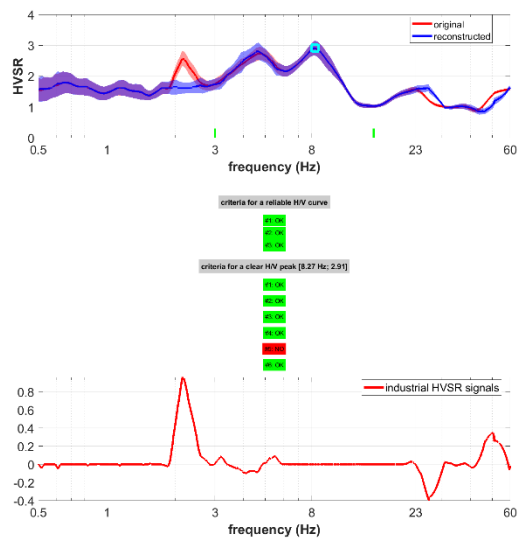 4
3
2
1
0
HVSR
original
reconstructed
0.5 1 3 8 23 60
frequency (Hz)
criteria for a reliable H/V curve
#1: OK
#2: OK
#3: OK
criteria for a clear H/V peak [8.27 Hz; 2.91]
#1: OK
#2: OK
#3: OK
#4: OK
#5: NO
#6: OK
0.8
0.6
0.4
0.2
0
-0.2
-0.4
industrial HVSR signals
0.5 1 3 8 23 60
frequency (Hz)